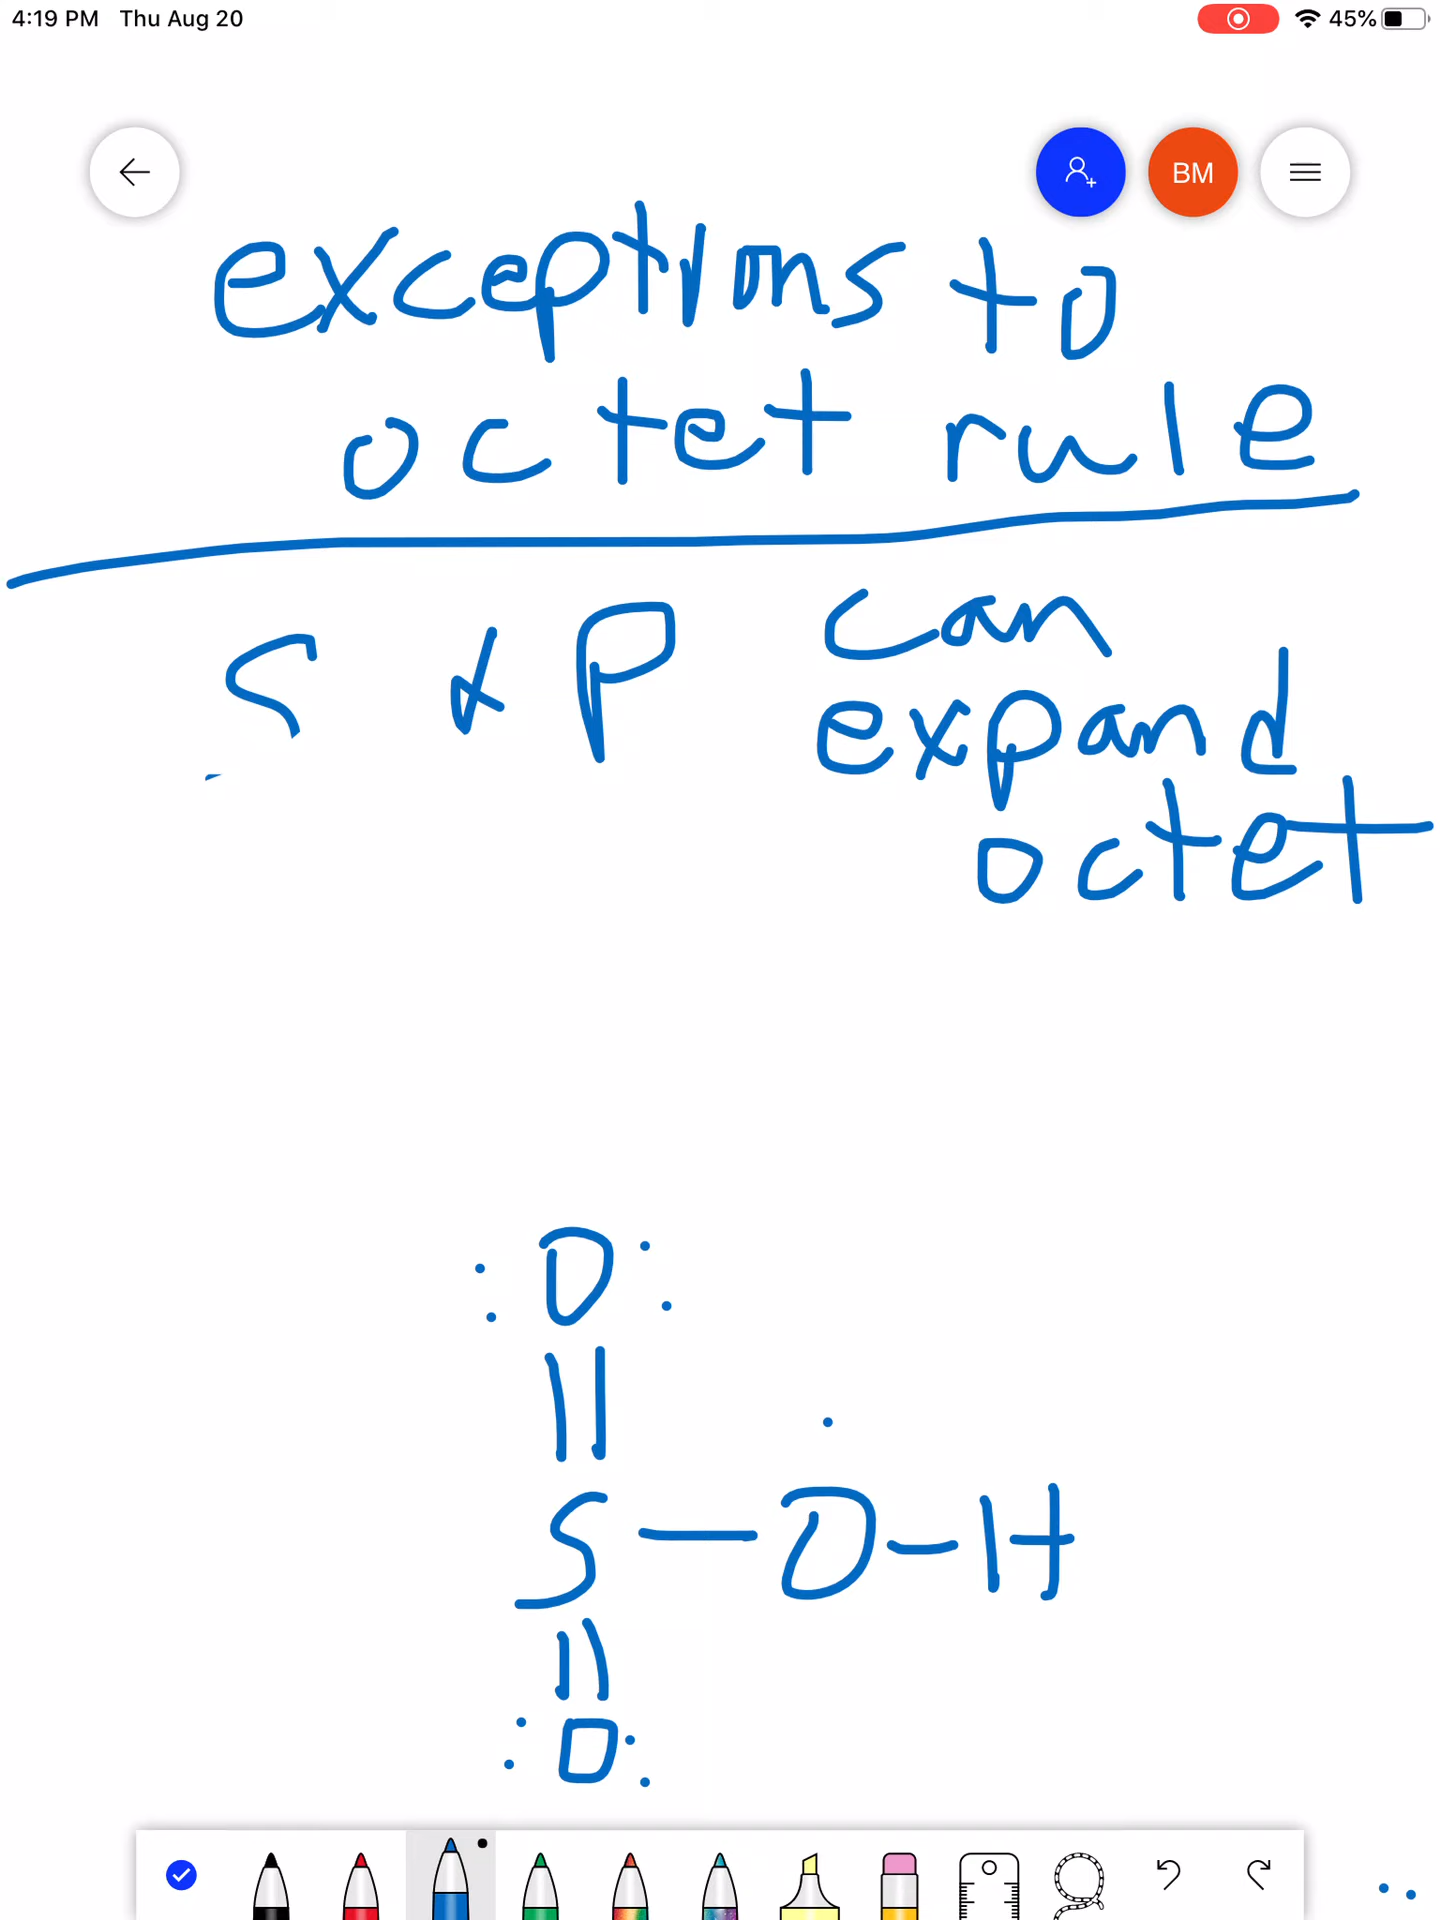 4:19 PM Thu Aug 20 45%
BM
exceptions to
octet rule
S & P can
expand
octet
O
S-O-H
O